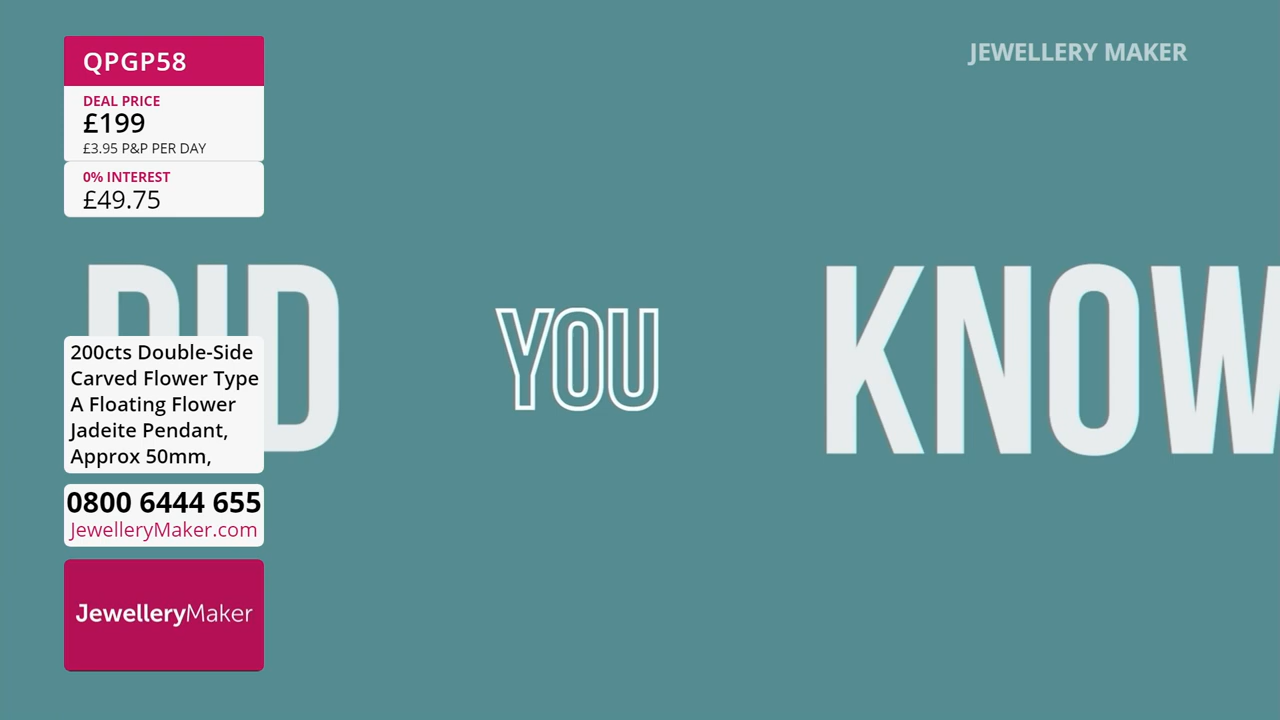 QPGP58
DEAL PRICE
£199
£3.95 P&P PER DAY
0% INTEREST
£49.75
JEWELLERY MAKER
DID YOU KNOW
200cts Double-Side
Carved Flower Type
A Floating Flower
Jadeite Pendant,
Approx 50mm,
0800 6444 655
JewelleryMaker.com
JewelleryMaker